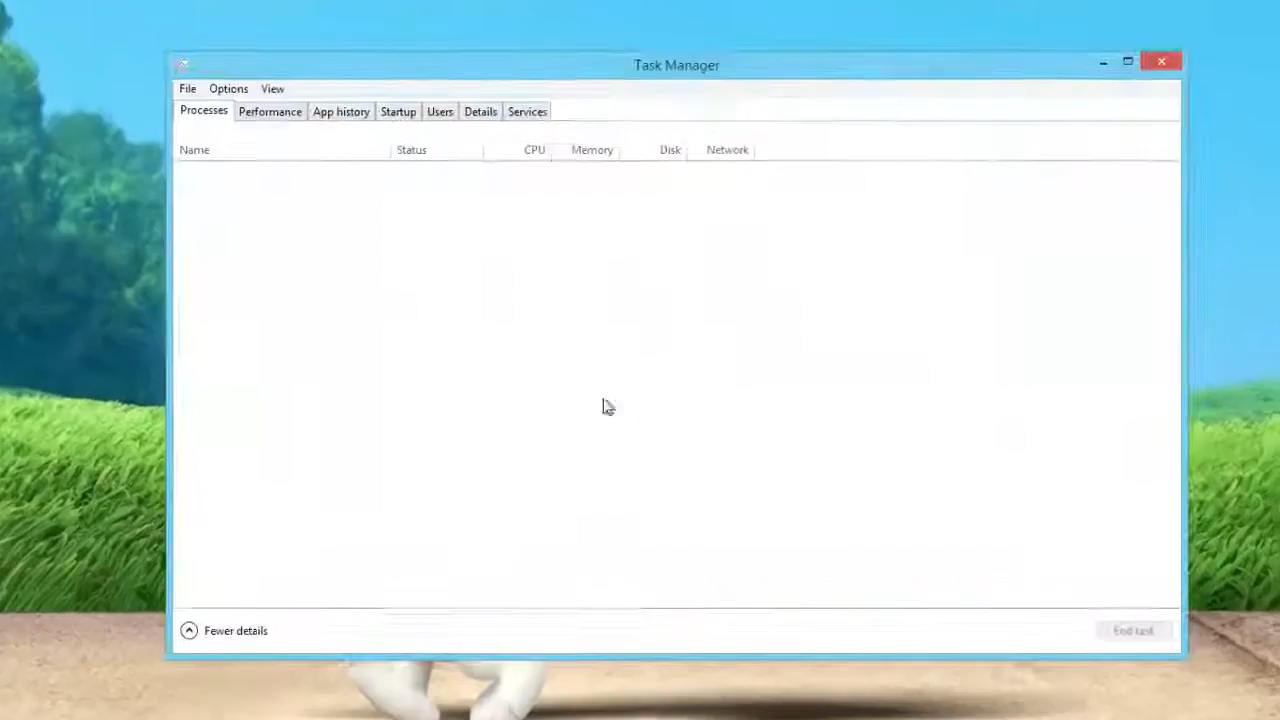 Task Manager
File Options View
Processes Performance App history Startup Users Details Services
Name Status CPU Memory Disk Network
Fewer details End task